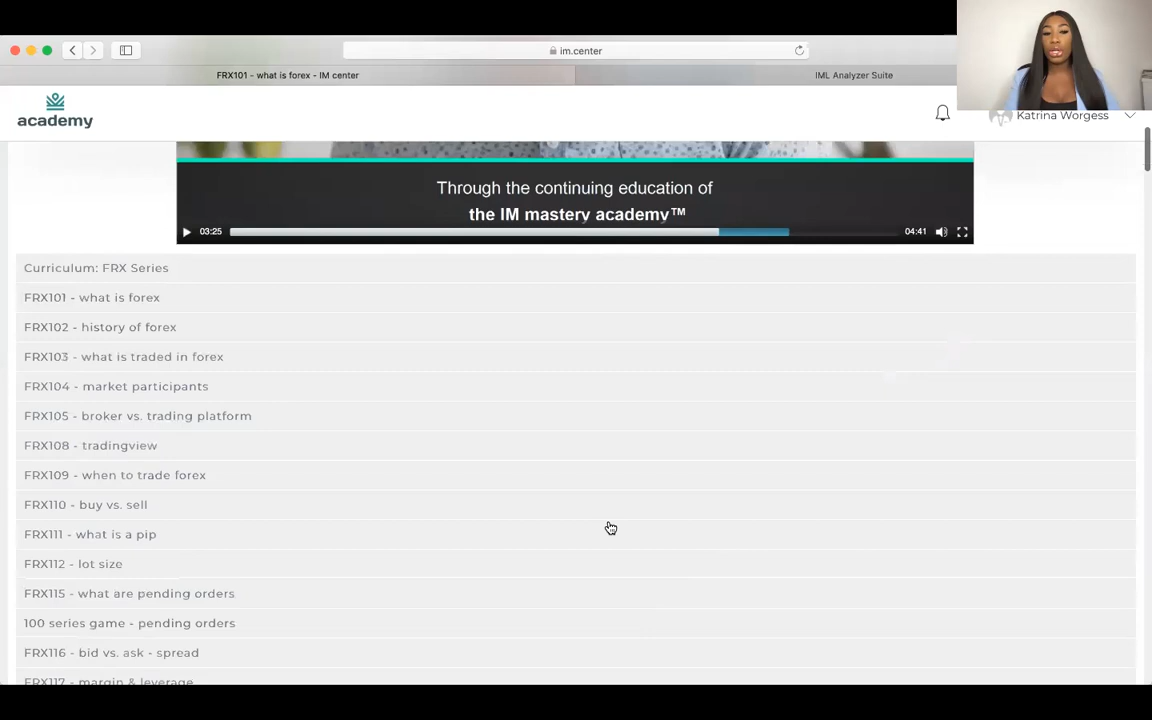 im.center
FRX101 - what is forex - IM center
IML Analyzer Suite
academy
Katrina Worgess
Through the continuing education of
the IM mastery academy™
03:25
04:41
Curriculum: FRX Series
FRX101 - what is forex
FRX102 - history of forex
FRX103 - what is traded in forex
FRX104 - market participants
FRX105 - broker vs. trading platform
FRX108 - tradingview
FRX109 - when to trade forex
FRX110 - buy vs. sell
FRX111 - what is a pip
FRX112 - lot size
FRX115 - what are pending orders
100 series game - pending orders
FRX116 - bid vs. ask - spread
FRX117 - margin & leverage